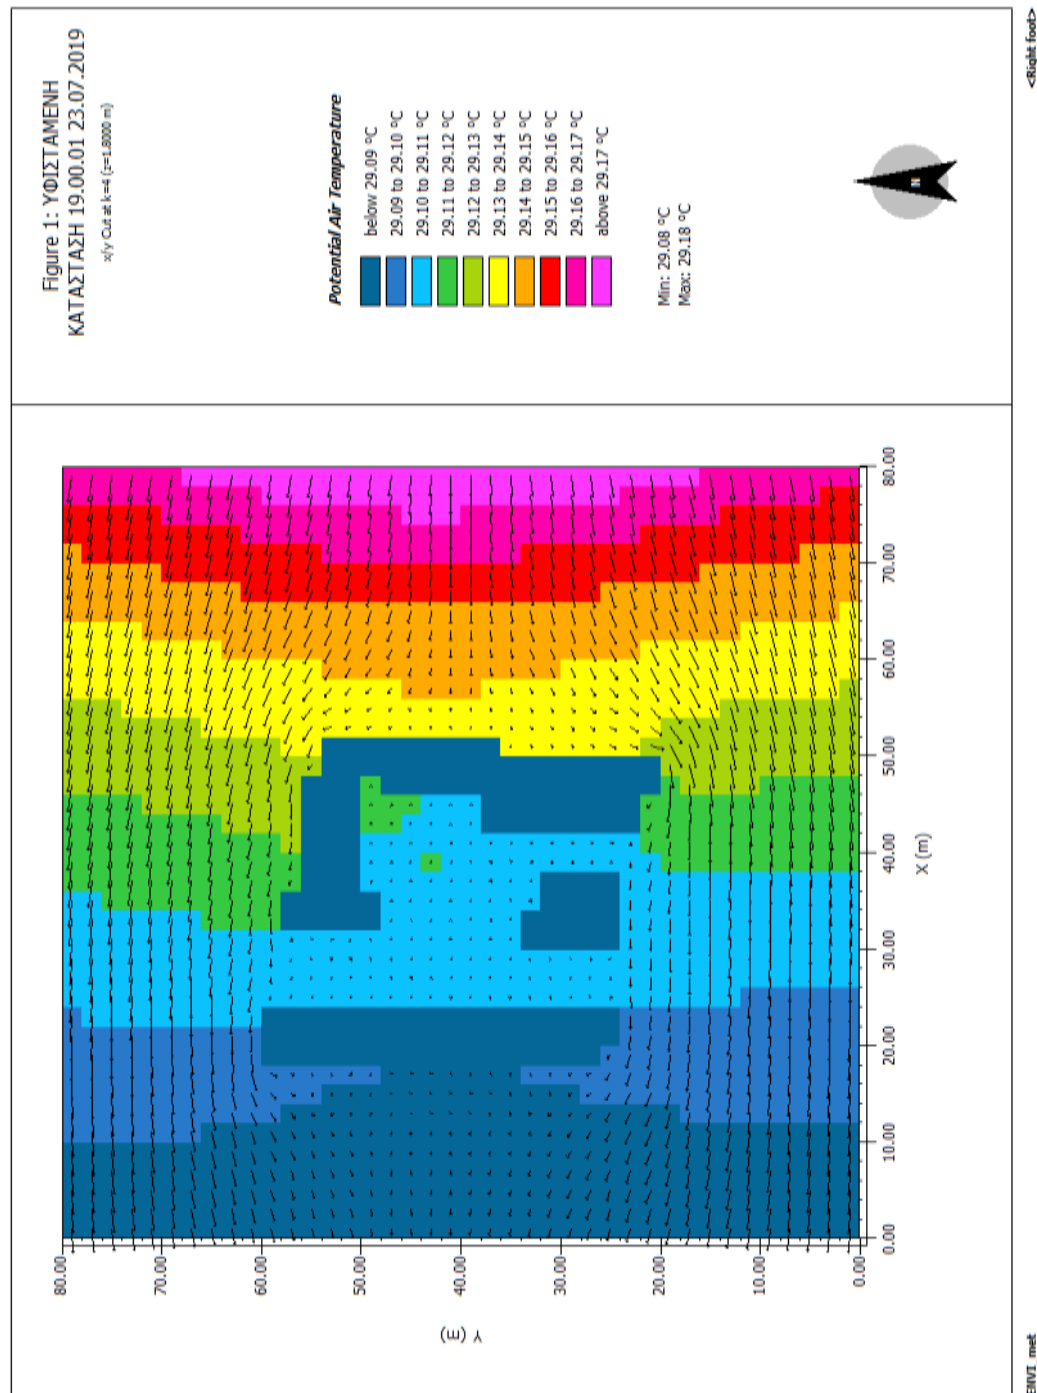 Figure 1: ΥΦΙΣΤΑΜΕΝΗ
ΚΑΤΑΣΤΑΣΗ 19.00.01 23.07.2019
x/y Cut at k=4 (z=1.8000 m)
Potential Air Temperature
below 29.09 °C
29.09 to 29.10 °C
29.10 to 29.11 °C
29.11 to 29.12 °C
29.12 to 29.13 °C
29.13 to 29.14 °C
29.14 to 29.15 °C
29.15 to 29.16 °C
29.16 to 29.17 °C
above 29.17 °C
Min: 29.08 °C
Max: 29.18 °C
N
Y (m)
80.00
70.00
60.00
50.00
40.00
30.00
20.00
10.00
0.00
0.00
10.00
20.00
30.00
40.00
50.00
60.00
70.00
80.00
X (m)
ENVI_met
<Right foot>